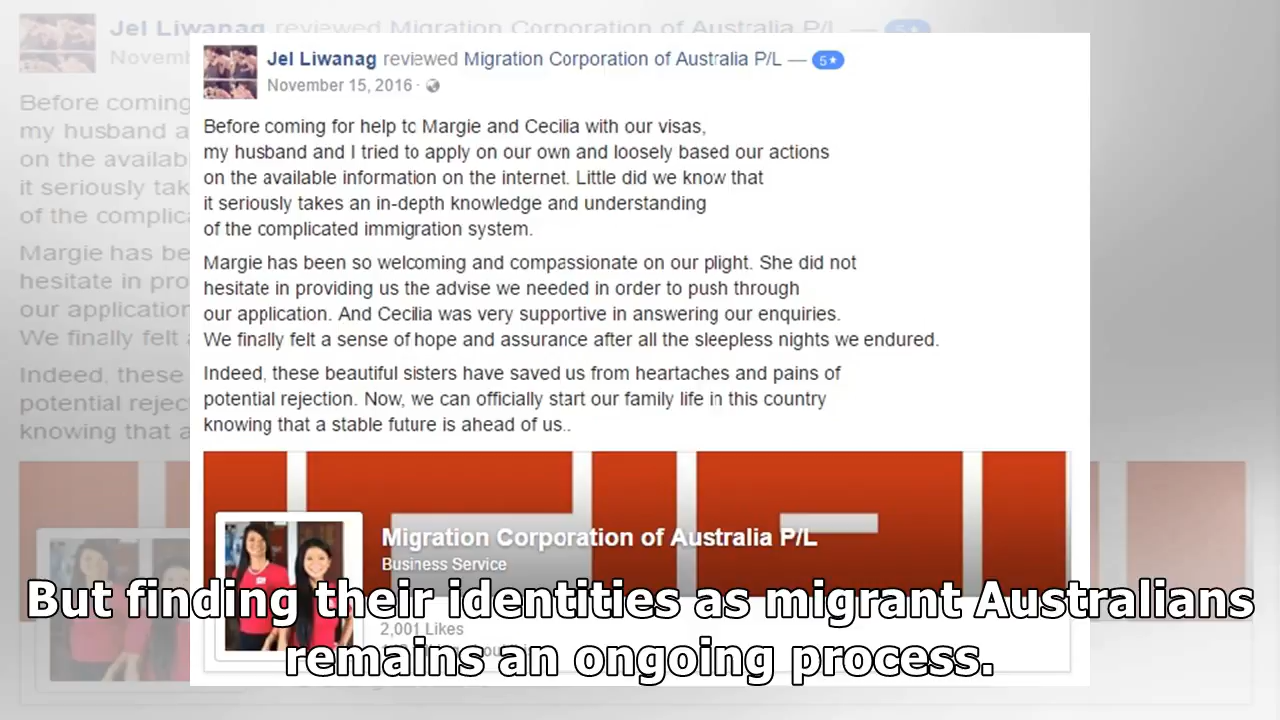 Jel Liwanag reviewed Migration Corporation of Australia P/L — 5★
November 15, 2016 ·
Before coming for help to Margie and Cecilia with our visas,
my husband and I tried to apply on our own and loosely based our actions
on the available information on the internet. Little did we know that
it seriously takes an in-depth knowledge and understanding
of the complicated immigration system.
Margie has been so welcoming and compassionate on our plight. She did not
hesitate in providing us the advise we needed in order to push through
our application. And Cecilia was very supportive in answering our enquiries.
We finally felt a sense of hope and assurance after all the sleepless nights we endured.
Indeed, these beautiful sisters have saved us from heartaches and pains of
potential rejection. Now, we can officially start our family life in this country
knowing that a stable future is ahead of us..
Migration Corporation of Australia P/L
Business Service
2,001 Likes
But finding their identities as migrant Australians
remains an ongoing process.